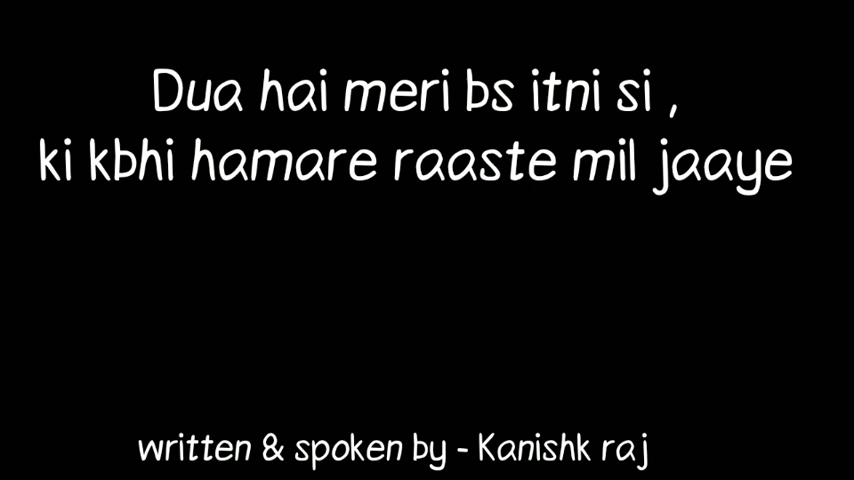 Dua hai meri bs itni si ,
ki kbhi hamare raaste mil jaaye
written & spoken by - Kanishk raj